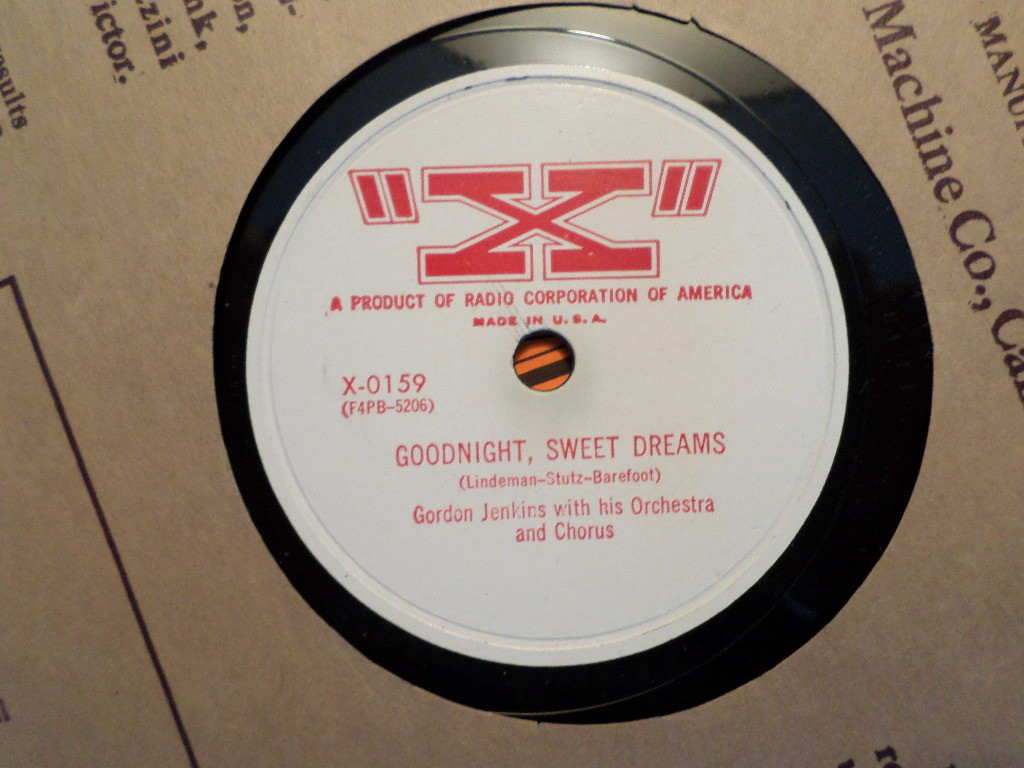 "X"
A PRODUCT OF RADIO CORPORATION OF AMERICA
MADE IN U.S.A.
X-0159
(F4PB-5206)
GOODNIGHT, SWEET DREAMS
(Lindeman-Stutz-Barefoot)
Gordon Jenkins with his Orchestra
and Chorus
Machine Co.,